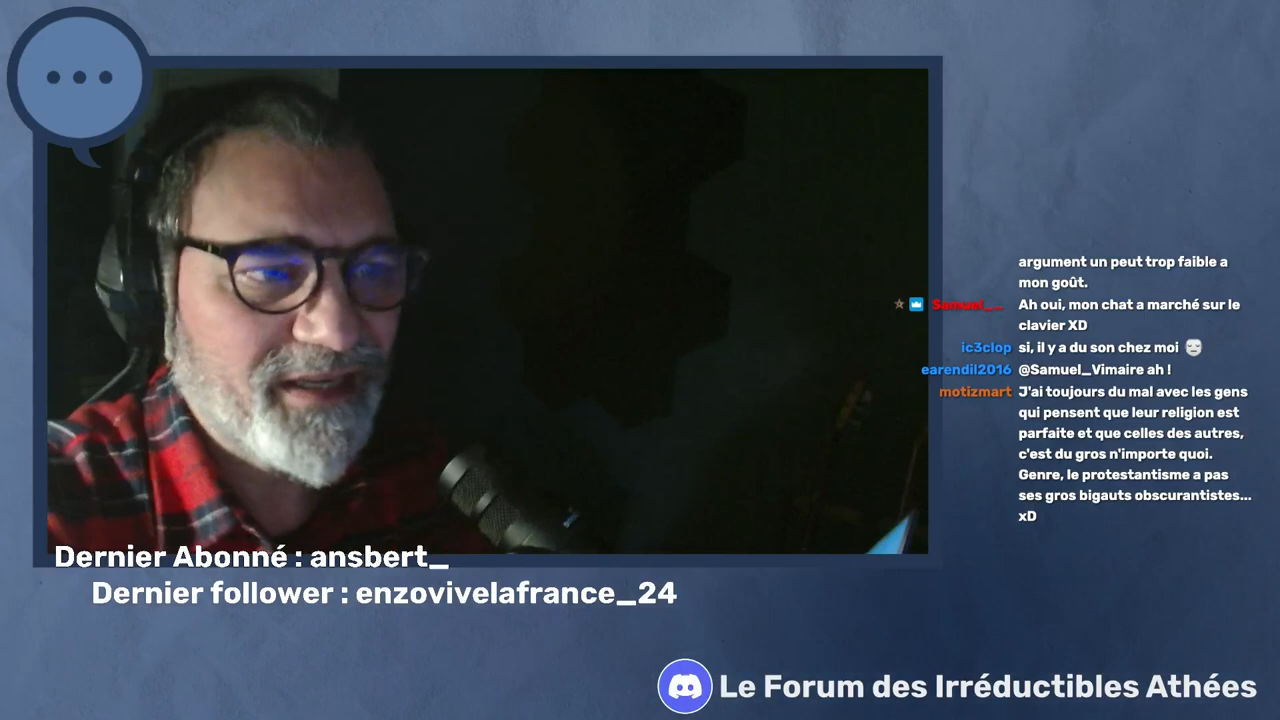 argument un peut trop faible a
mon goût.
Samuel_... Ah oui, mon chat a marché sur le
clavier XD
ic3clop si, il y a du son chez moi
earendil2016 @Samuel_Vimaire ah !
motizmart J'ai toujours du mal avec les gens
qui pensent que leur religion est
parfaite et que celles des autres,
c'est du gros n'importe quoi.
Genre, le protestantisme a pas
ses gros bigauts obscurantistes...
xD
Dernier Abonné : ansbert_
Dernier follower : enzovivelafrance_24
Le Forum des Irréductibles Athées